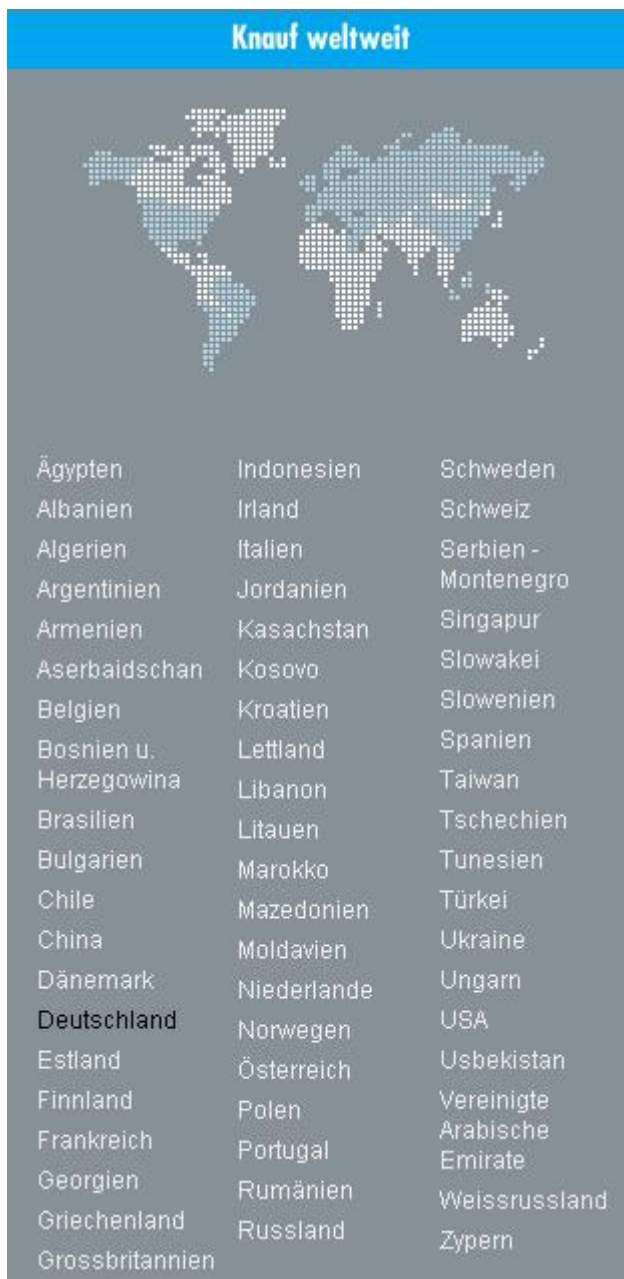 Knauf weltweit
Ägypten
Albanien
Algerien
Argentinien
Armenien
Aserbaidschan
Belgien
Bosnien u.
Herzegowina
Brasilien
Bulgarien
Chile
China
Dänemark
Deutschland
Estland
Finnland
Frankreich
Georgien
Griechenland
Grossbritannien
Indonesien
Irland
Italien
Jordanien
Kasachstan
Kosovo
Kroatien
Lettland
Libanon
Litauen
Marokko
Mazedonien
Moldavien
Niederlande
Norwegen
Österreich
Polen
Portugal
Rumänien
Russland
Schweden
Schweiz
Serbien -
Montenegro
Singapur
Slowakei
Slowenien
Spanien
Taiwan
Tschechien
Tunesien
Türkei
Ukraine
Ungarn
USA
Usbekistan
Vereinigte
Arabische
Emirate
Weissrussland
Zypern